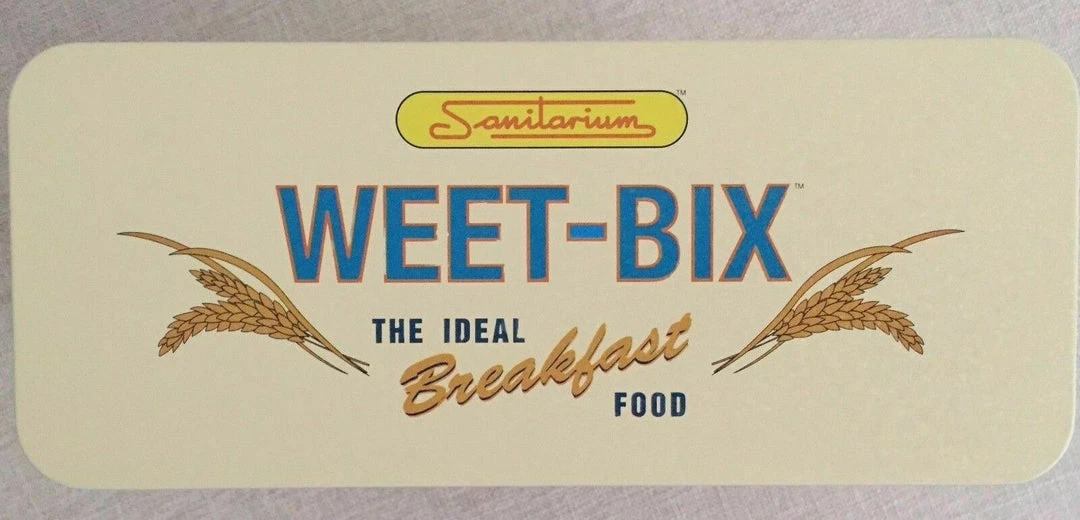 Sanitarium™
WEET-BIX™
THE IDEAL
Breakfast
FOOD